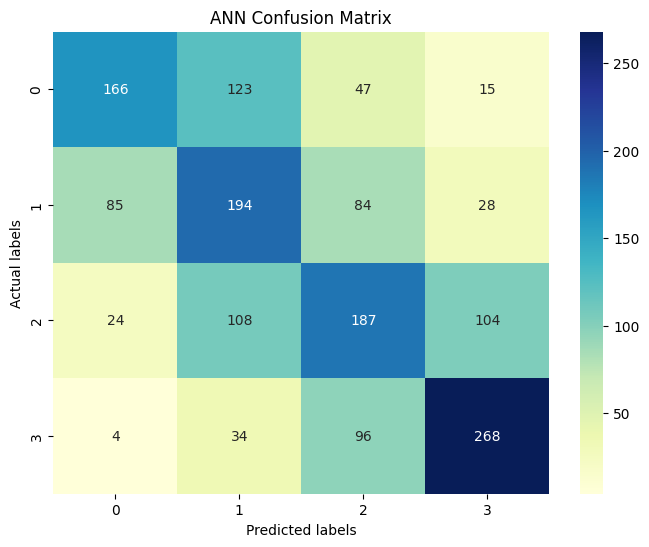 ANN Confusion Matrix
0 166 123 47 15
1 85 194 84 28
2 24 108 187 104
3 4 34 96 268
0 1 2 3
Predicted labels
Actual labels
250
200
150
100
50